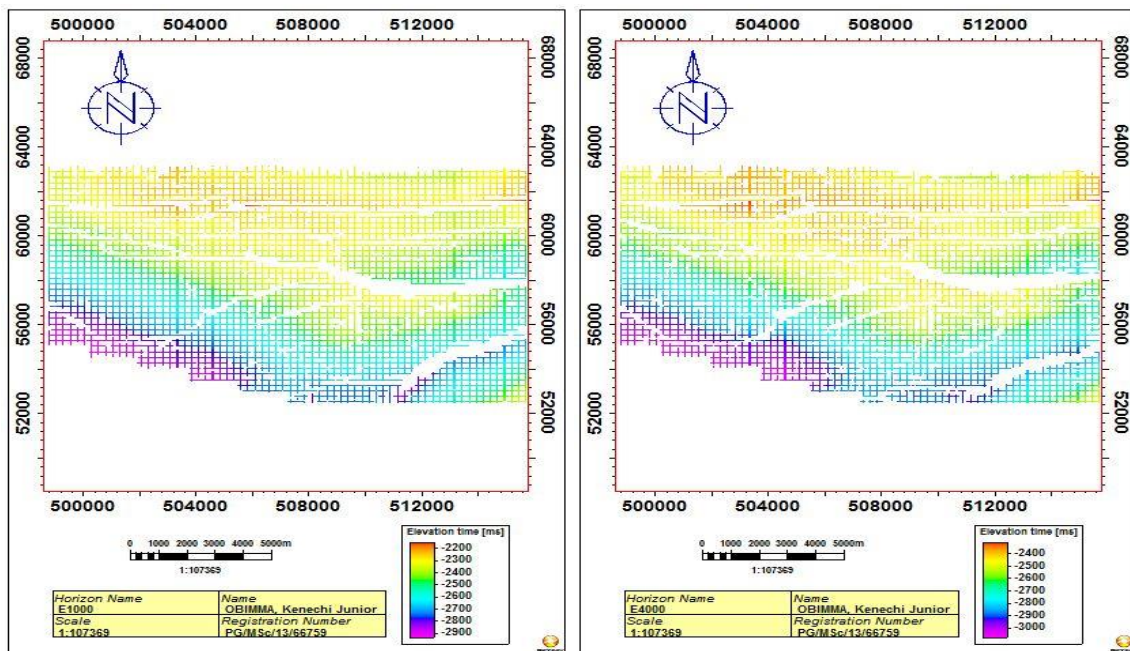 500000 504000 508000 512000
68000
64000
60000
56000
52000
68000
64000
60000
56000
52000
N
500000 504000 508000 512000
0 1000 2000 3000 4000 5000m
1:107369
Elevation time [ms]
-2200
-2300
-2400
-2500
-2600
-2700
-2800
-2900
Horizon Name
E1000
Name
OBIMMA, Kenechi Junior
Scale
1:107369
Registration Number
PG/MSc/13/66759
500000 504000 508000 512000
68000
64000
60000
56000
52000
68000
64000
60000
56000
52000
N
500000 504000 508000 512000
0 1000 2000 3000 4000 5000m
1:107369
Elevation time [ms]
-2400
-2500
-2600
-2700
-2800
-2900
-3000
Horizon Name
E4000
Name
OBIMMA, Kenechi Junior
Scale
1:107369
Registration Number
PG/MSc/13/66759